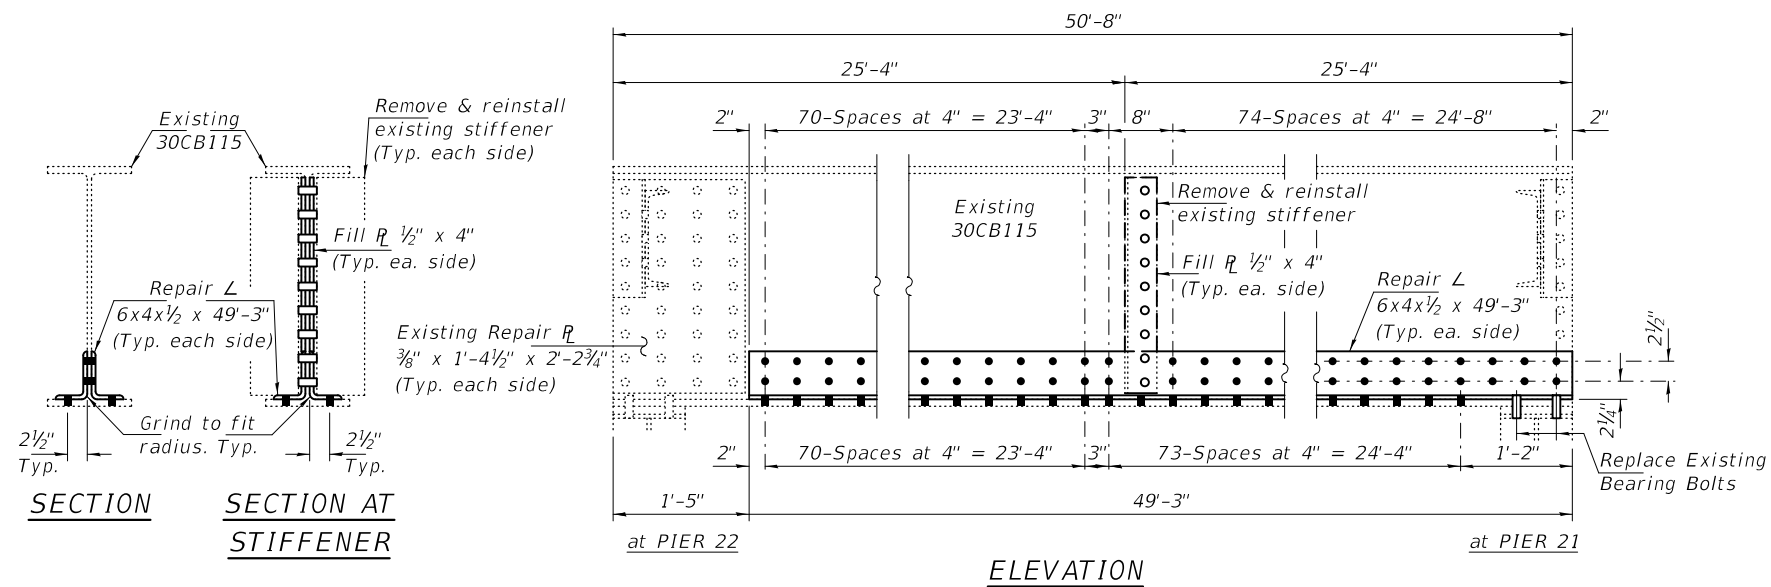 50'-8"
25'-4"
25'-4"
2"
70-Spaces at 4" = 23'-4"
3"
8"
74-Spaces at 4" = 24'-8"
2"
Existing
30CB115
Remove & reinstall
existing stiffener
(Typ. each side)
Fill ℄ ½" x 4"
(Typ. ea. side)
Repair ∠
6x4x½ x 49'-3"
(Typ. each side)
Grind to fit
radius. Typ.
2½"
Typ.
2½"
Typ.
SECTION
SECTION AT
STIFFENER
Existing Repair ℄
⅜" x 1'-4½" x 2'-2¾"
(Typ. each side)
Existing
30CB115
Remove & reinstall
existing stiffener
Fill ℄ ½" x 4"
(Typ. ea. side)
Repair ∠
6x4x½ x 49'-3"
(Typ. ea. side)
2½"
2¼"
2"
70-Spaces at 4" = 23'-4"
3"
73-Spaces at 4" = 24'-4"
1'-2"
Replace Existing
Bearing Bolts
1'-5"
49'-3"
at PIER 22
at PIER 21
ELEVATION